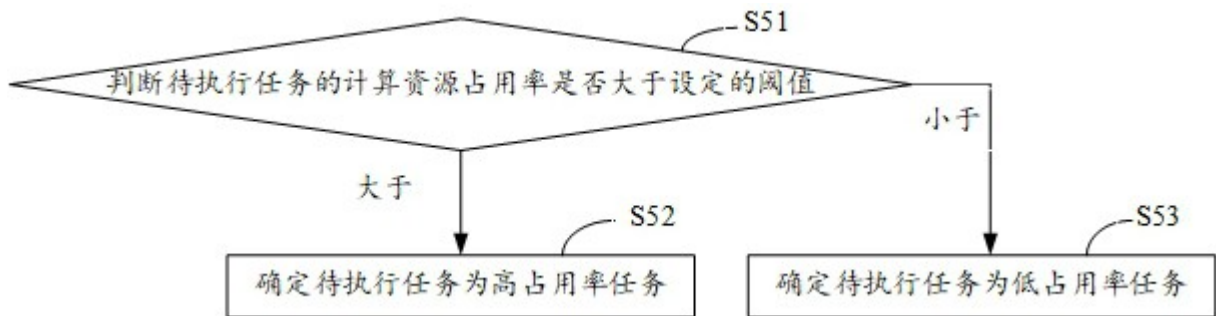 S51
判断待执行任务的计算资源占用率是否大于设定的阈值
小于
大于
S52
S53
确定待执行任务为高占用率任务
确定待执行任务为低占用率任务